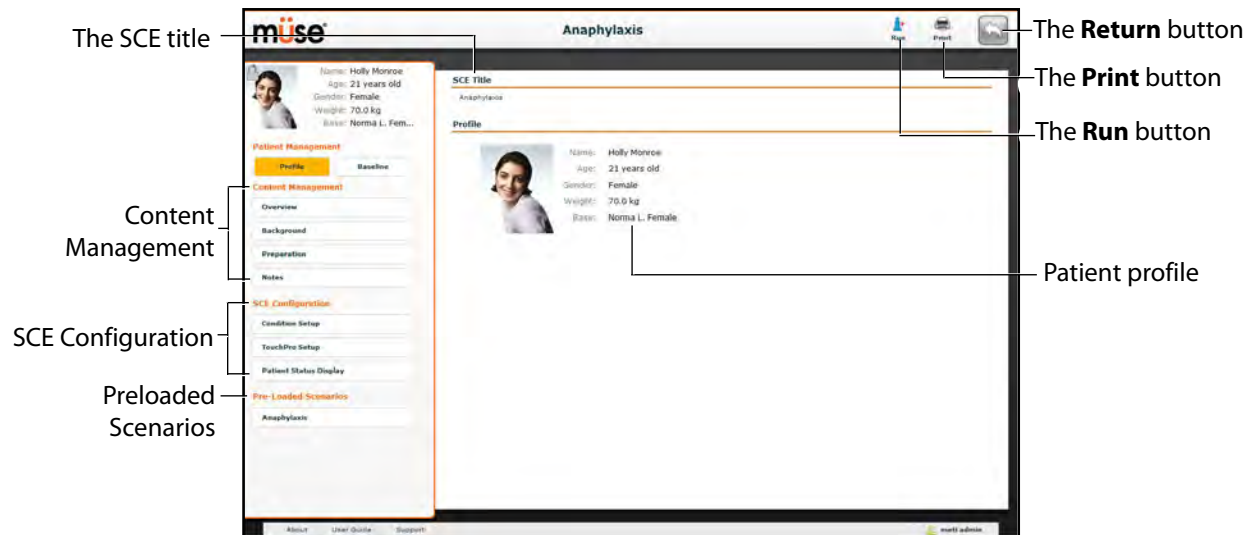 müse
Anaphylaxis
Run
Print
The SCE title
The Return button
The Print button
The Run button
Name: Holly Monroe
Age: 21 years old
Gender: Female
Weight: 70.0 kg
Base: Norma L. Fem...
Patient Management
Profile
Baseline
Content Management
Overview
Background
Preparation
Notes
Content
Management
SCE Configuration
Condition Setup
TouchPro Setup
Patient Status Display
SCE Configuration
Pre-Loaded Scenarios
Anaphylaxis
Preloaded
Scenarios
SCE Title
Anaphylaxis
Profile
Name: Holly Monroe
Age: 21 years old
Gender: Female
Weight: 70.0 kg
Base: Norma L. Female
Patient profile
About
User Guide
Support
meti admin